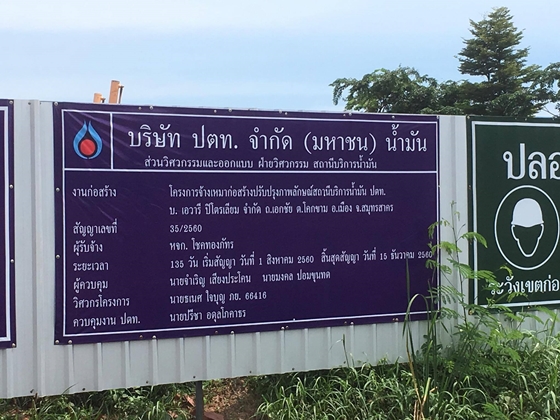 บริษัท ปตท. จำกัด (มหาชน) น้ำมัน
ส่วนวิศวกรรมและออกแบบ ฝ่ายวิศวกรรม สถานีบริการน้ำมัน
งานก่อสร้าง โครงการจ้างเหมาก่อสร้างปรับปรุงภาพลักษณ์สถานีบริการน้ำมัน ปตท.
บ. เอวารี ปิโตรเลียม จำกัด ถ.เอกชัย ต.โคกขาม อ.เมือง จ.สมุทรสาคร
สัญญาเลขที่ 35/2560
ผู้รับจ้าง หจก. โชคทองภัทร
ระยะเวลา 135 วัน เริ่มสัญญา วันที่ 1 สิงหาคม 2560 สิ้นสุดสัญญา วันที่ 15 ธันวาคม 2560
ผู้ควบคุม นายจำเริญ เสียงประโคน นายมงคล ปอมขุนทด
วิศวกรโครงการ นายธเนศ ใจบุญ ภย. 66416
ควบคุมงาน ปตท. นายปรีชา อดุลโภคาธร
ปลอ
ระวังเขตก่อ